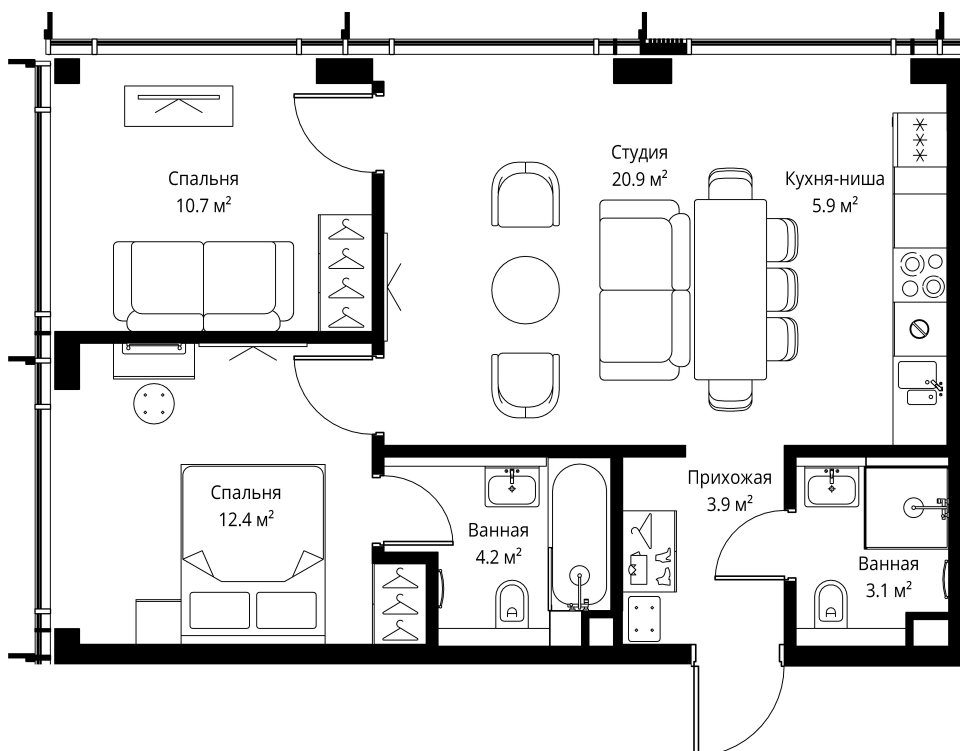 Студия
20.9 м²
Спальня
10.7 м²
Кухня-ниша
5.9 м²
Прихожая
3.9 м²
Спальня
12.4 м²
Ванная
4.2 м²
Ванная
3.1 м²